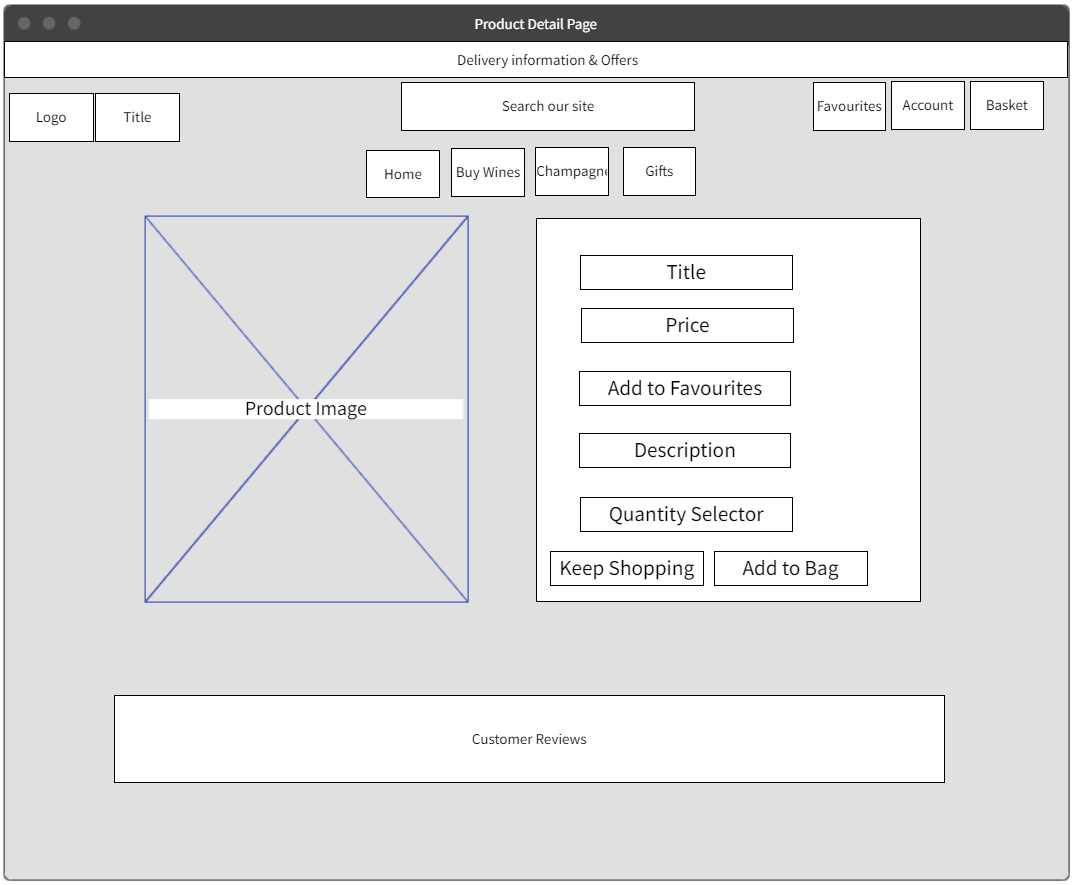 Product Detail Page
Delivery information & Offers
Logo
Title
Search our site
Favourites
Account
Basket
Home
Buy Wines
Champagne
Gifts
Product Image
Title
Price
Add to Favourites
Description
Quantity Selector
Keep Shopping
Add to Bag
Customer Reviews